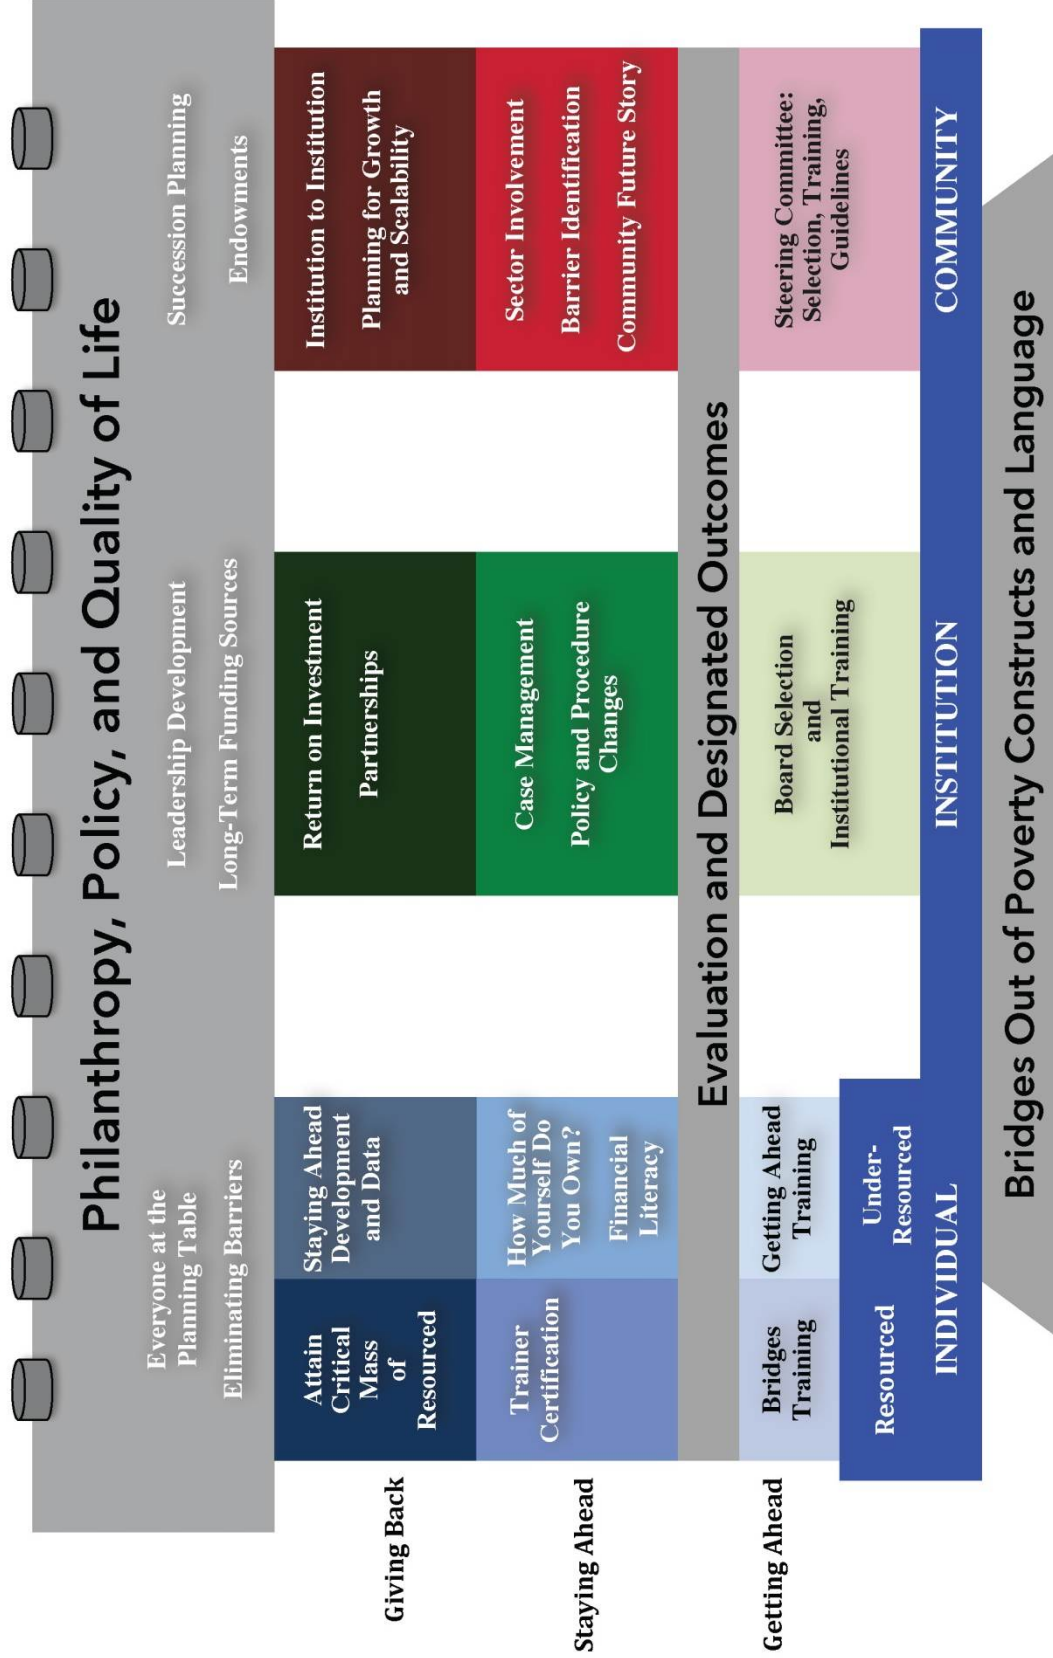 Philanthropy, Policy, and Quality of Life
Everyone at the
Planning Table
Eliminating Barriers
Leadership Development
Long-Term Funding Sources
Succession Planning
Endowments
Giving Back
Attain
Critical
Mass
of
Resourced
Staying Ahead
Development
and Data
Return on Investment
Partnerships
Institution to Institution
Planning for Growth
and Scalability
Staying Ahead
Trainer
Certification
How Much of
Yourself Do
You Own?
Financial
Literacy
Case Management
Policy and Procedure
Changes
Sector Involvement
Barrier Identification
Community Future Story
Evaluation and Designated Outcomes
Getting Ahead
Bridges
Training
Getting Ahead
Training
Board Selection
and
Institutional Training
Steering Committee:
Selection, Training,
Guidelines
Resourced
Under-
Resourced
INDIVIDUAL
INSTITUTION
COMMUNITY
Bridges Out of Poverty Constructs and Language